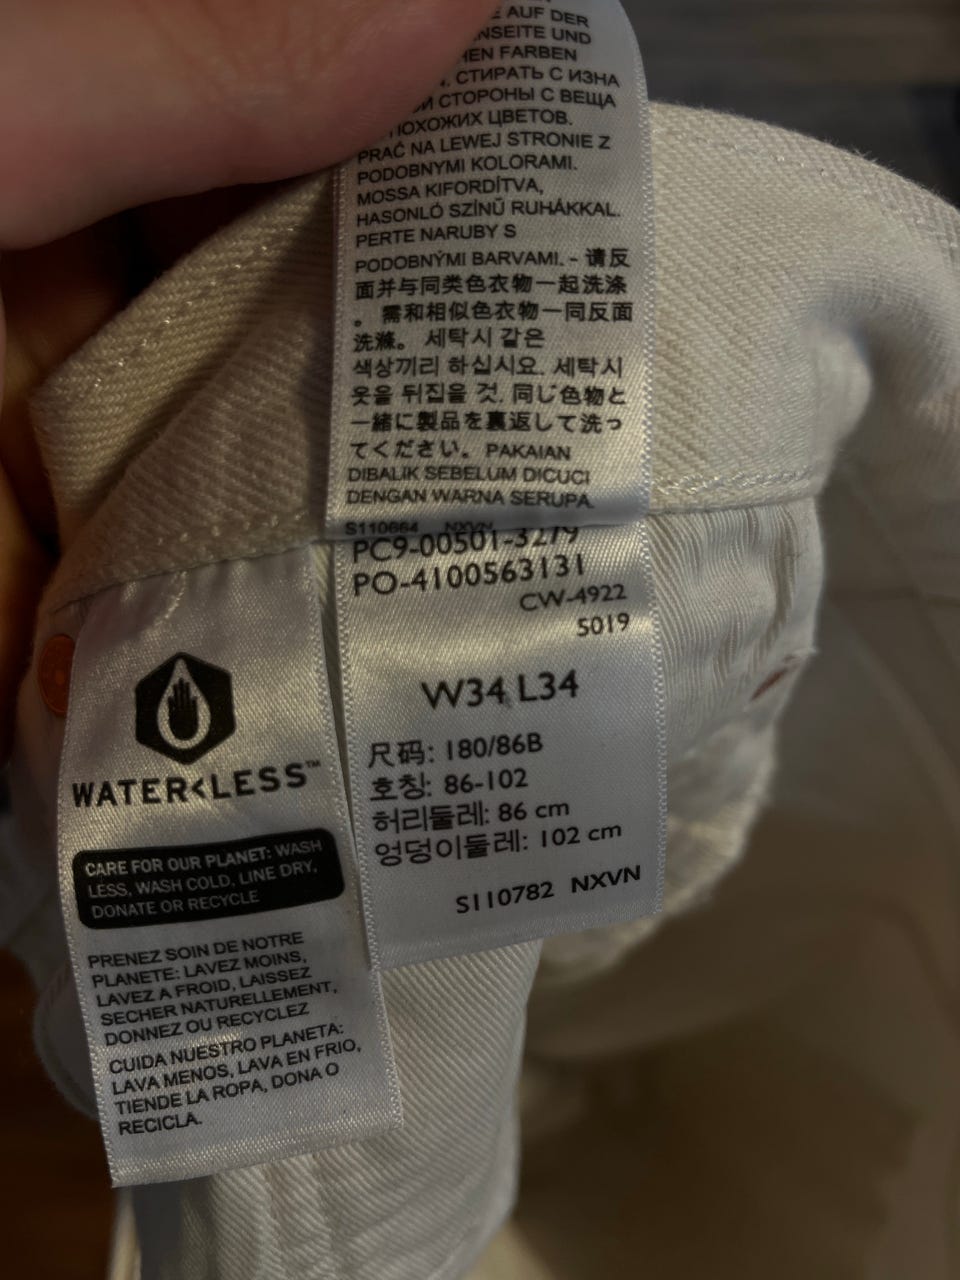 AUF DER
NSEITE UND
HEN FARBEN
. СТИРАТЬ С ИЗНА
Й СТОРОНЫ С ВЕЩА
ПОХОЖИХ ЦВЕТОВ.
PRAĆ NA LEWEJ STRONIE Z
PODOBNYMI KOLORAMI.
MOSSA KIFORDÍTVA,
HASONLÓ SZÍNŰ RUHÁKKAL.
PERTE NARUBY S
PODOBNÝMI BARVAMI. - 请反
面并与同类色衣物一起洗涤
。需和相似色衣物一同反面
洗滌。 세탁시 같은
색상끼리 하십시요. 세탁시
옷을 뒤집을 것. 同じ色物と
一緒に製品を裏返して洗っ
てください。 PAKAIAN
DIBALIK SEBELUM DICUCI
DENGAN WARNA SERUPA.
S110664 NXVN
PC9-00501-3279
PO-4100563131
CW-4922
5019
W34 L34
尺码: 180/86B
호칭: 86-102
허리둘레: 86 cm
엉덩이둘레: 102 cm
S110782 NXVN
WATER<LESS™
CARE FOR OUR PLANET: WASH
LESS, WASH COLD, LINE DRY,
DONATE OR RECYCLE
PRENEZ SOIN DE NOTRE
PLANETE: LAVEZ MOINS,
LAVEZ A FROID, LAISSEZ
SECHER NATURELLEMENT,
DONNEZ OU RECYCLEZ
CUIDA NUESTRO PLANETA:
LAVA MENOS, LAVA EN FRIO,
TIENDE LA ROPA, DONA O
RECICLA.